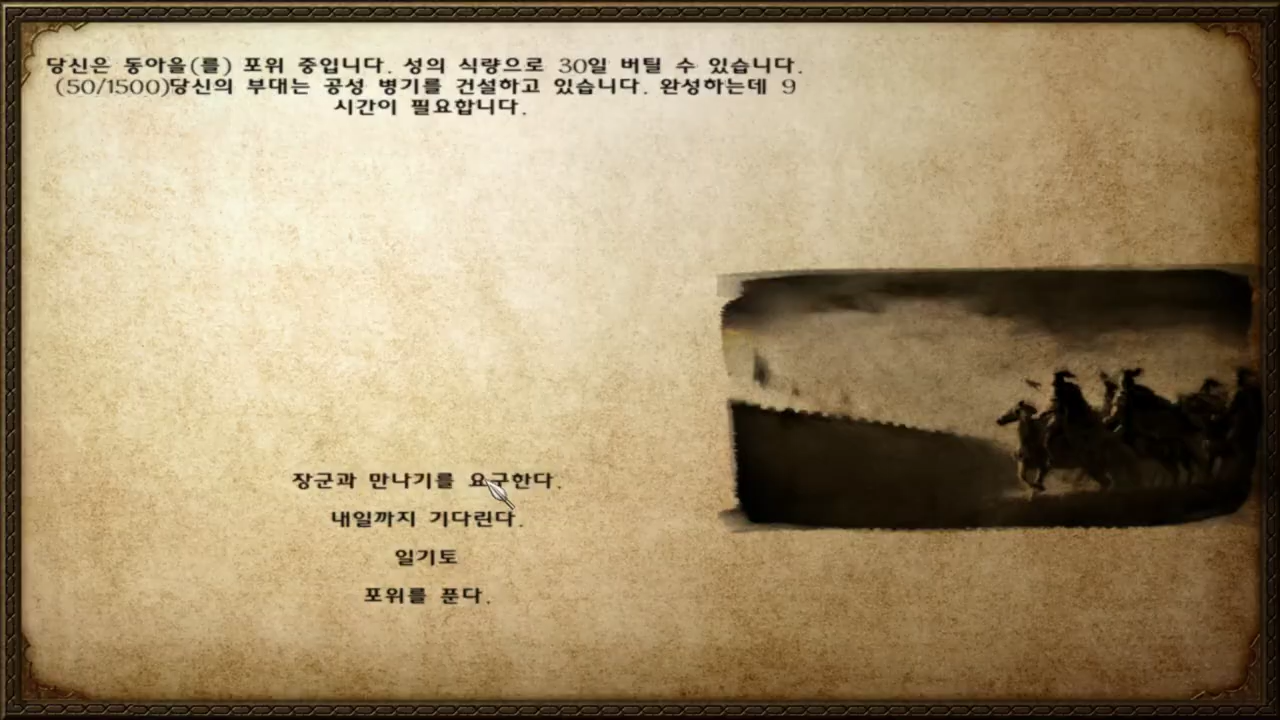 당신은 동아을(를) 포위 중입니다. 성의 식량으로 30일 버틸 수 있습니다.
(50/1500)당신의 부대는 공성 병기를 건설하고 있습니다. 완성하는데 9
시간이 필요합니다.
장군과 만나기를 요구한다.
내일까지 기다린다.
일기토
포위를 푼다.